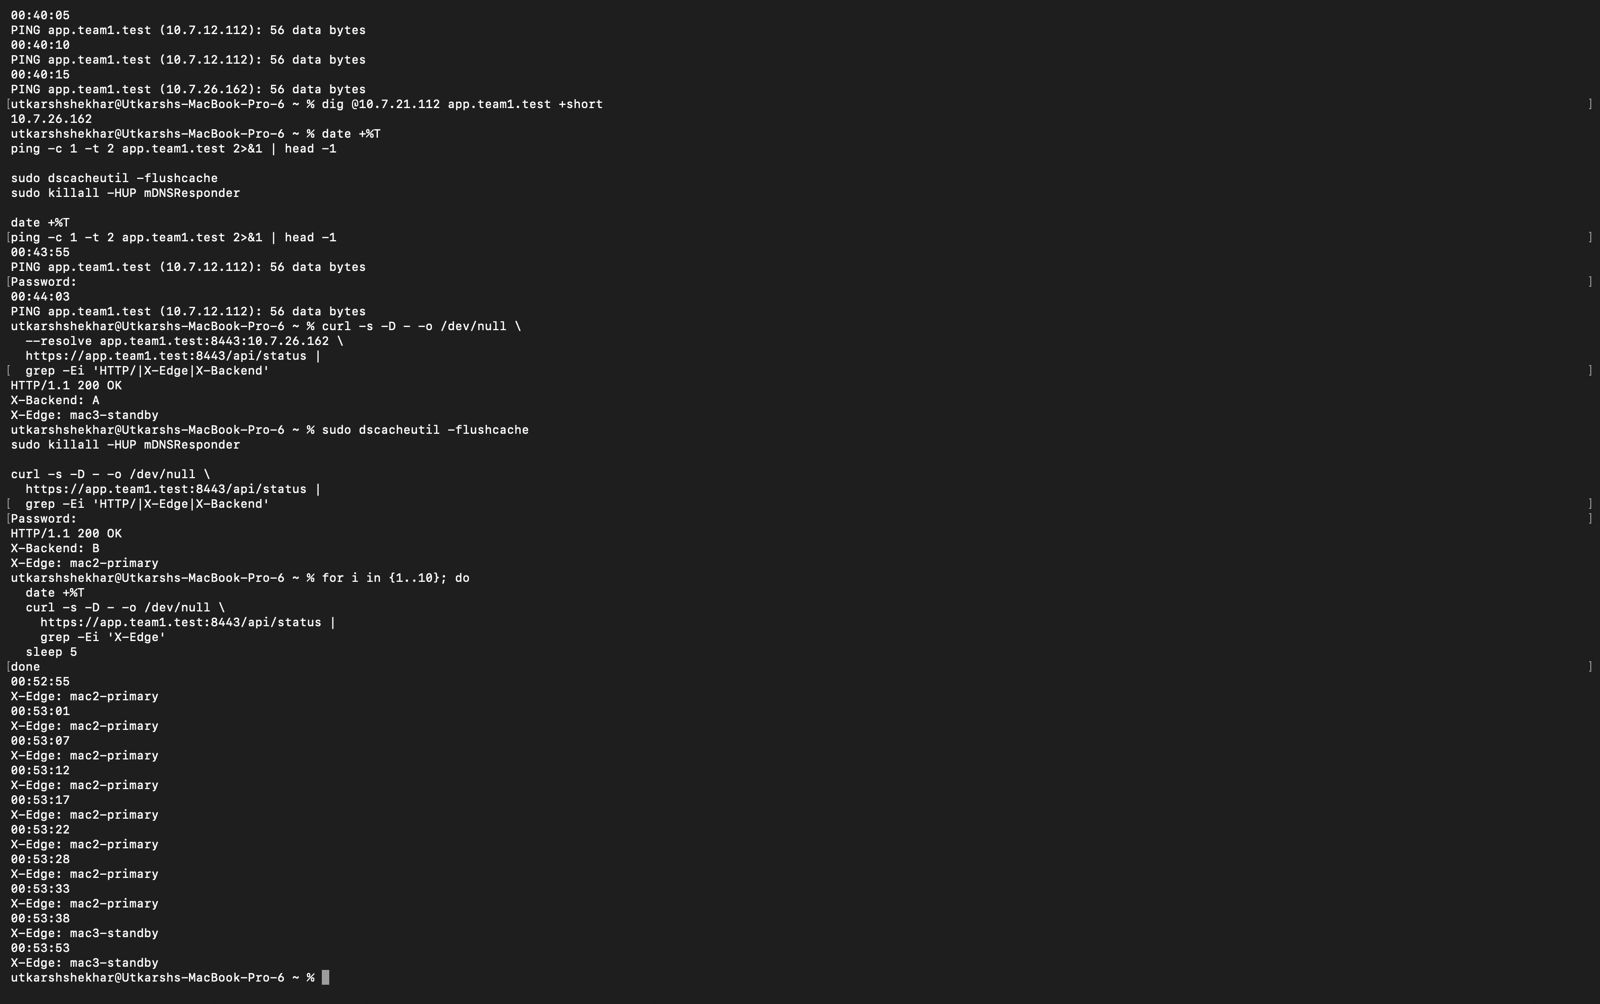 00:40:05
PING app.team1.test (10.7.12.112): 56 data bytes
00:40:10
PING app.team1.test (10.7.12.112): 56 data bytes
00:40:15
PING app.team1.test (10.7.26.162): 56 data bytes
[utkarshshekhar@Utkarshs-MacBook-Pro-6 ~ % dig @10.7.21.112 app.team1.test +short ]
10.7.26.162
utkarshshekhar@Utkarshs-MacBook-Pro-6 ~ % date +%T
ping -c 1 -t 2 app.team1.test 2>&1 | head -1

sudo dscacheutil -flushcache
sudo killall -HUP mDNSResponder

date +%T
[ping -c 1 -t 2 app.team1.test 2>&1 | head -1 ]
00:43:55
PING app.team1.test (10.7.12.112): 56 data bytes
[Password: ]
00:44:03
PING app.team1.test (10.7.12.112): 56 data bytes
utkarshshekhar@Utkarshs-MacBook-Pro-6 ~ % curl -s -D - -o /dev/null \
  --resolve app.team1.test:8443:10.7.26.162 \
  https://app.team1.test:8443/api/status |
[  grep -Ei 'HTTP/|X-Edge|X-Backend' ]
HTTP/1.1 200 OK
X-Backend: A
X-Edge: mac3-standby
utkarshshekhar@Utkarshs-MacBook-Pro-6 ~ % sudo dscacheutil -flushcache
sudo killall -HUP mDNSResponder

curl -s -D - -o /dev/null \
  https://app.team1.test:8443/api/status |
[  grep -Ei 'HTTP/|X-Edge|X-Backend' ]
[Password: ]
HTTP/1.1 200 OK
X-Backend: B
X-Edge: mac2-primary
utkarshshekhar@Utkarshs-MacBook-Pro-6 ~ % for i in {1..10}; do
  date +%T
  curl -s -D - -o /dev/null \
    https://app.team1.test:8443/api/status |
    grep -Ei 'X-Edge'
  sleep 5
[done ]
00:52:55
X-Edge: mac2-primary
00:53:01
X-Edge: mac2-primary
00:53:07
X-Edge: mac2-primary
00:53:12
X-Edge: mac2-primary
00:53:17
X-Edge: mac2-primary
00:53:22
X-Edge: mac2-primary
00:53:28
X-Edge: mac2-primary
00:53:33
X-Edge: mac2-primary
00:53:38
X-Edge: mac3-standby
00:53:53
X-Edge: mac3-standby
utkarshshekhar@Utkarshs-MacBook-Pro-6 ~ %